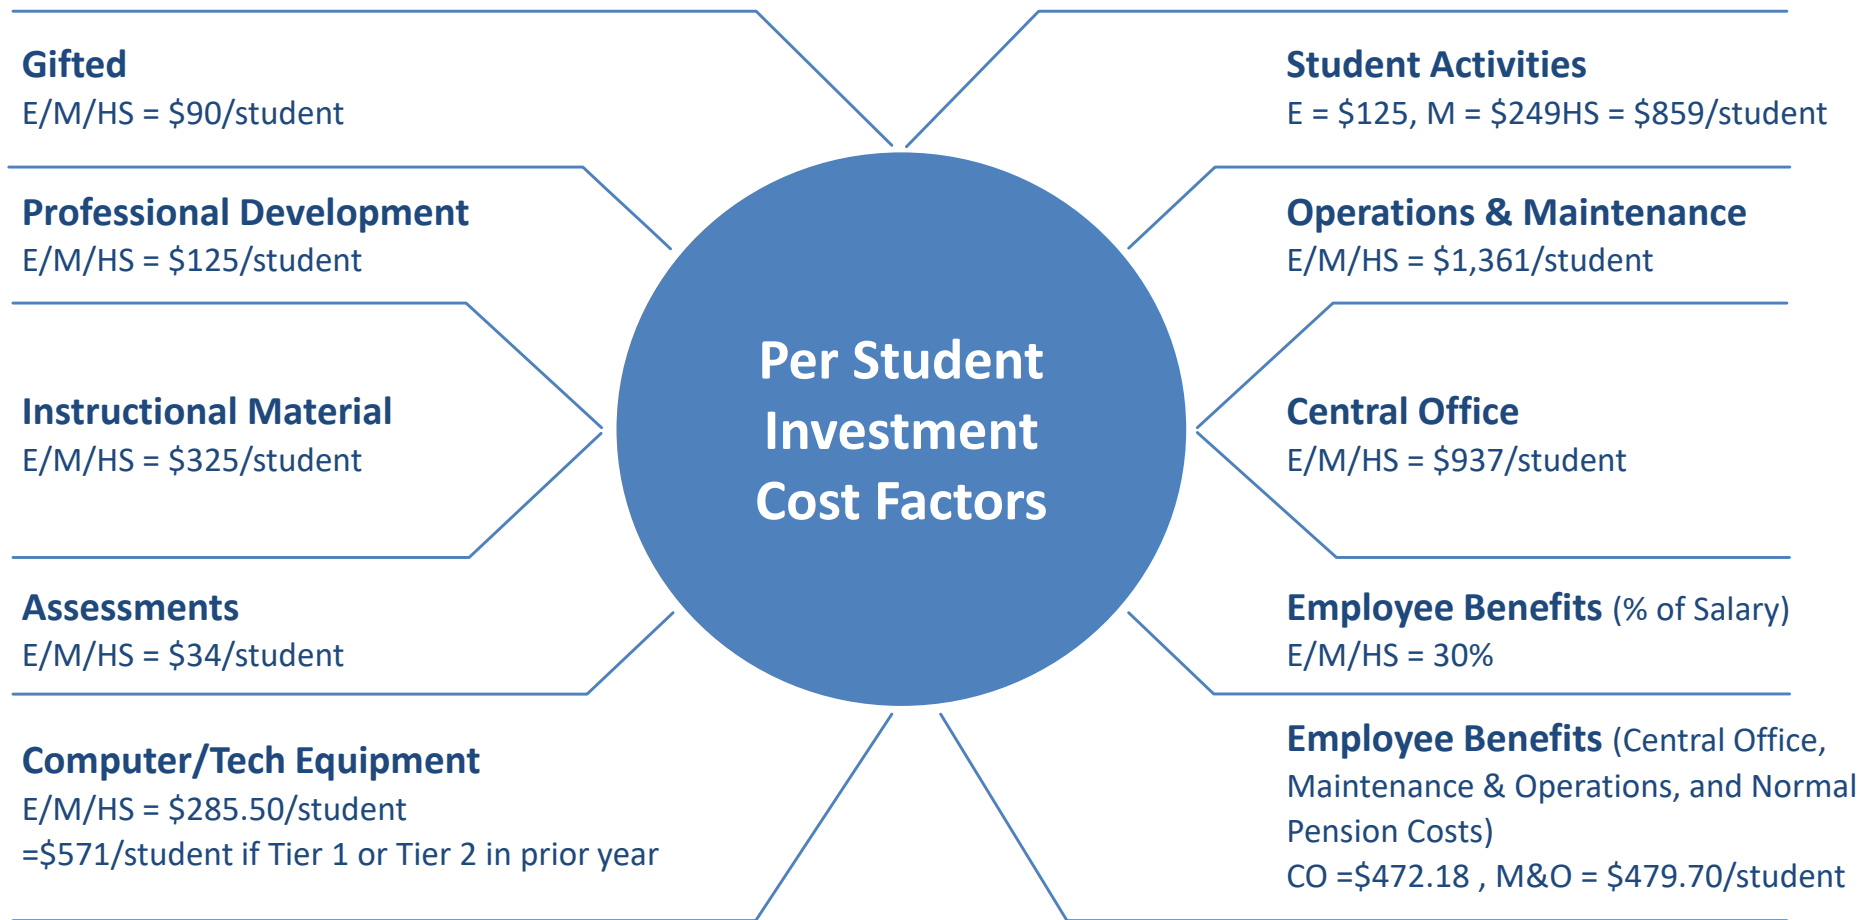 Gifted
E/M/HS = $90/student
Professional Development
E/M/HS = $125/student
Instructional Material
E/M/HS = $325/student
Assessments
E/M/HS = $34/student
Computer/Tech Equipment
E/M/HS = $285.50/student
=$571/student if Tier 1 or Tier 2 in prior year
Per Student
Investment
Cost Factors
Student Activities
E = $125, M = $249HS = $859/student
Operations & Maintenance
E/M/HS = $1,361/student
Central Office
E/M/HS = $937/student
Employee Benefits (% of Salary)
E/M/HS = 30%
Employee Benefits (Central Office,
Maintenance & Operations, and Normal
Pension Costs)
CO =$472.18 , M&O = $479.70/student